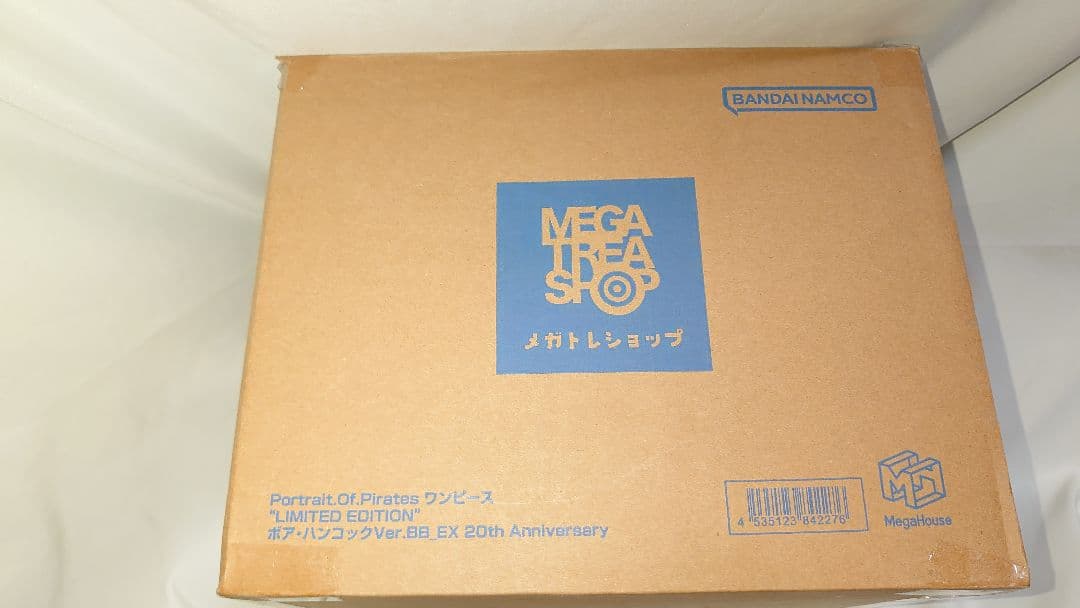 BANDAI NAMCO
MEGA
TREA
SHOP
メガトレショップ
Portrait.Of.Pirates ワンピース
"LIMITED EDITION"
ボア・ハンコックVer.BB_EX 20th Anniversary
4 535123 842276
MegaHouse